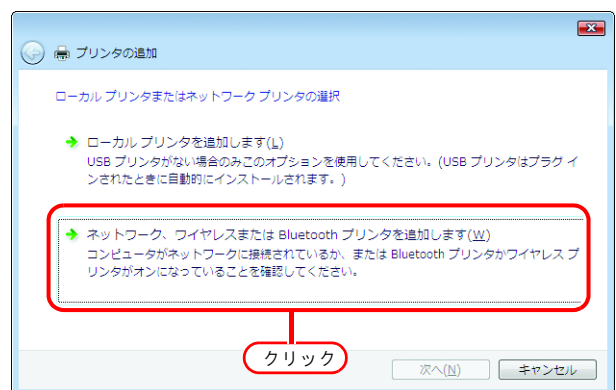 プリンタの追加
ローカル プリンタまたはネットワーク プリンタの選択
ローカル プリンタを追加します(L)
USB プリンタがない場合のみこのオプションを使用してください。(USB プリンタはプラグ イ
ンされたときに自動的にインストールされます。)
ネットワーク、ワイヤレスまたは Bluetooth プリンタを追加します(W)
コンピュータがネットワークに接続されているか、または Bluetooth プリンタかワイヤレス プ
リンタがオンになっていることを確認してください。
クリック
次へ(N)
キャンセル